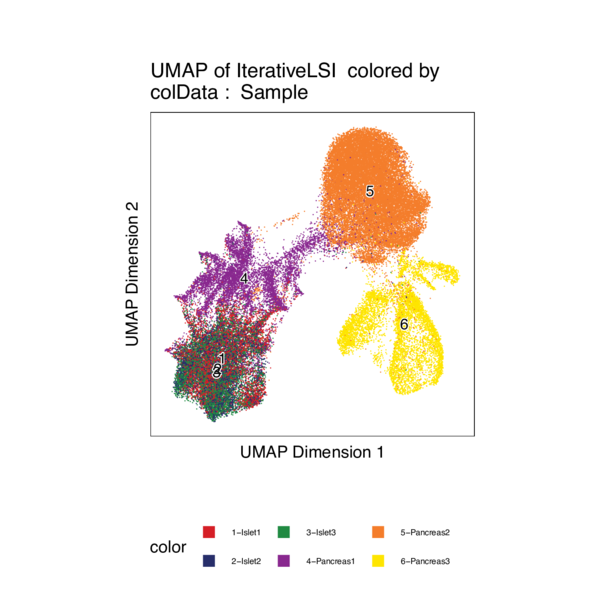 UMAP of IterativeLSI  colored by
colData :  Sample
UMAP Dimension 2
5
4
6
1
2
3
UMAP Dimension 1
color
1−Islet1
3−Islet3
5−Pancreas2
2−Islet2
4−Pancreas1
6−Pancreas3